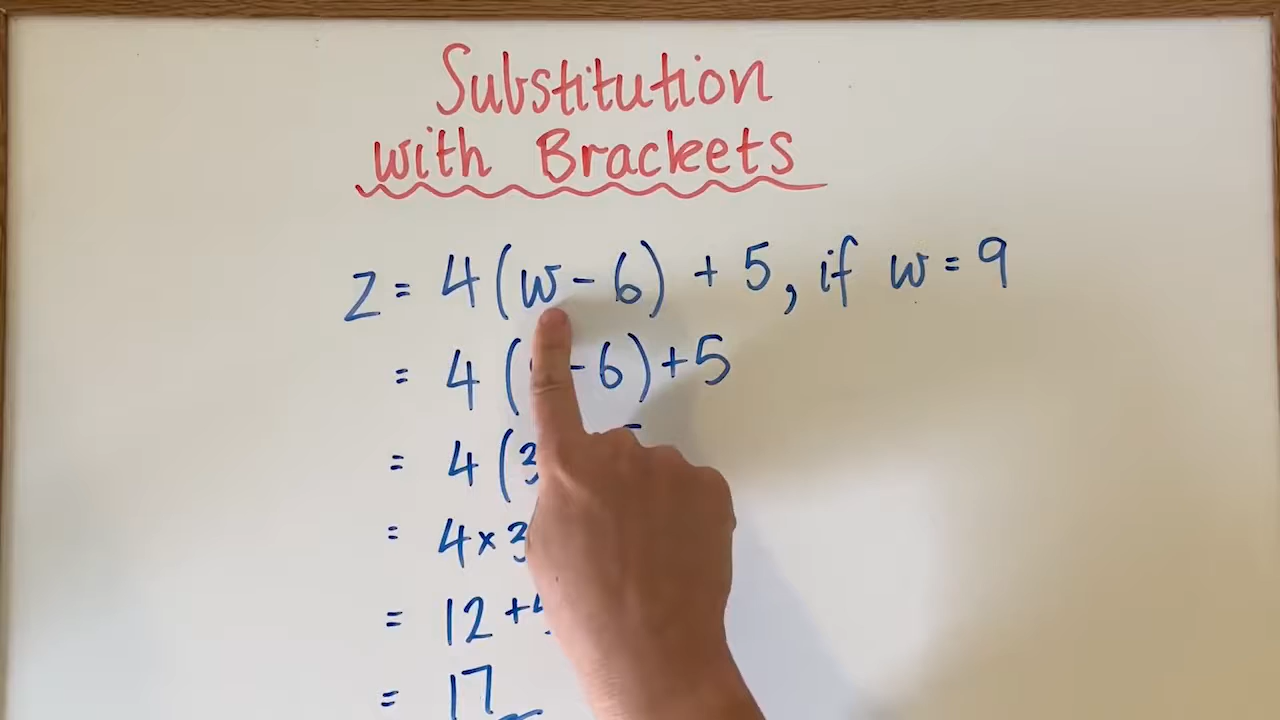 Substitution
with Brackets
z = 4(w - 6) + 5, if w = 9
= 4( - 6) + 5
= 4(3
= 4 × 3
= 12 +
= 17